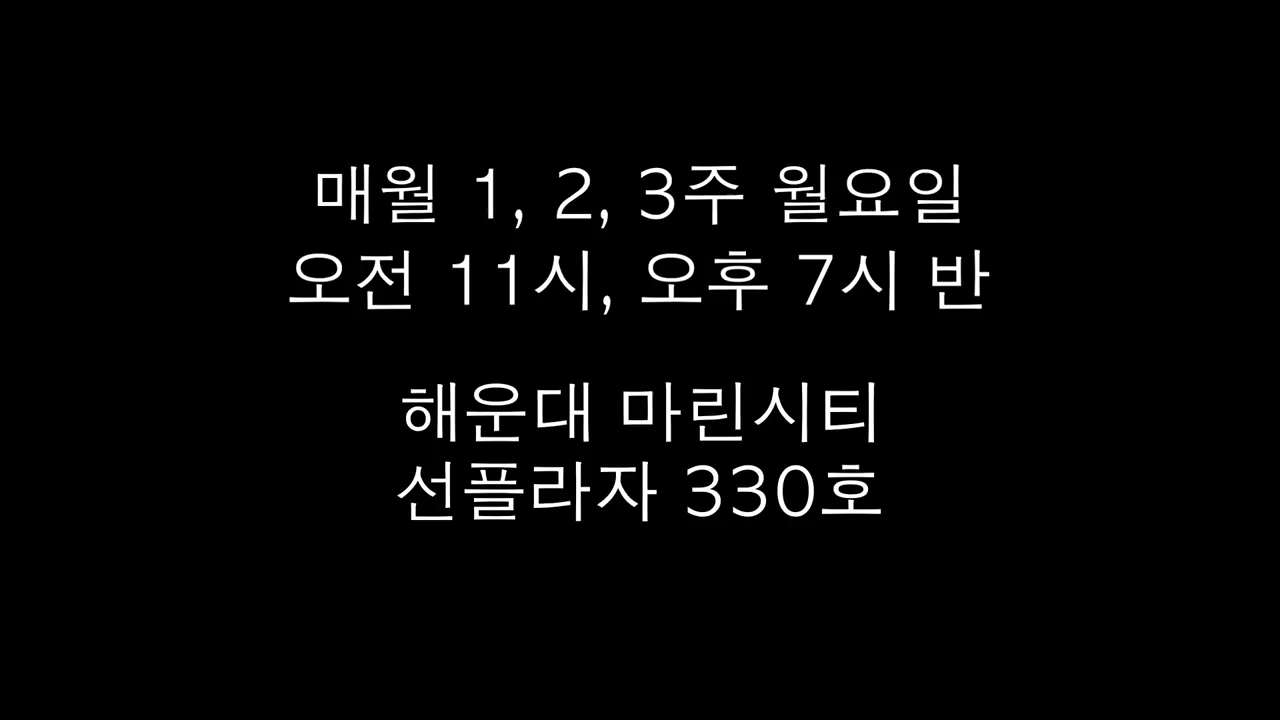 매월 1, 2, 3주 월요일
오전 11시, 오후 7시 반
해운대 마린시티
선플라자 330호